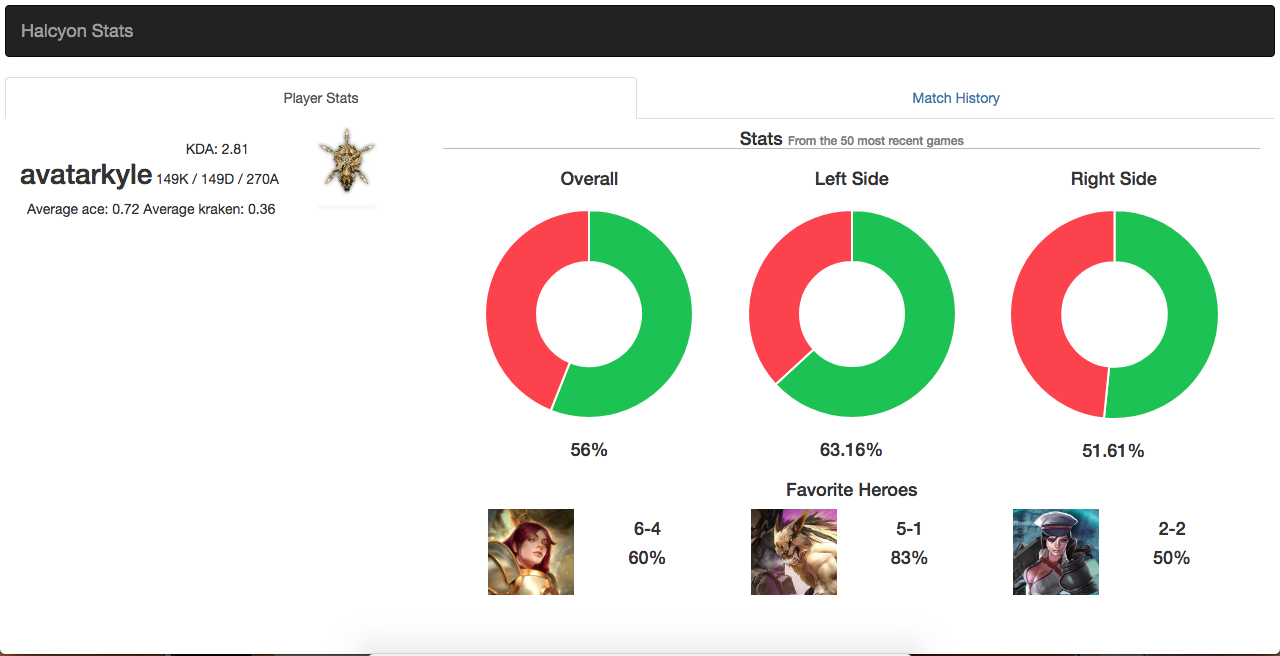 Halcyon Stats
Player Stats
Match History
KDA: 2.81
avatarkyle 149K / 149D / 270A
Average ace: 0.72 Average kraken: 0.36
Stats From the 50 most recent games
Overall
Left Side
Right Side
56%
63.16%
51.61%
Favorite Heroes
6-4
60%
5-1
83%
2-2
50%